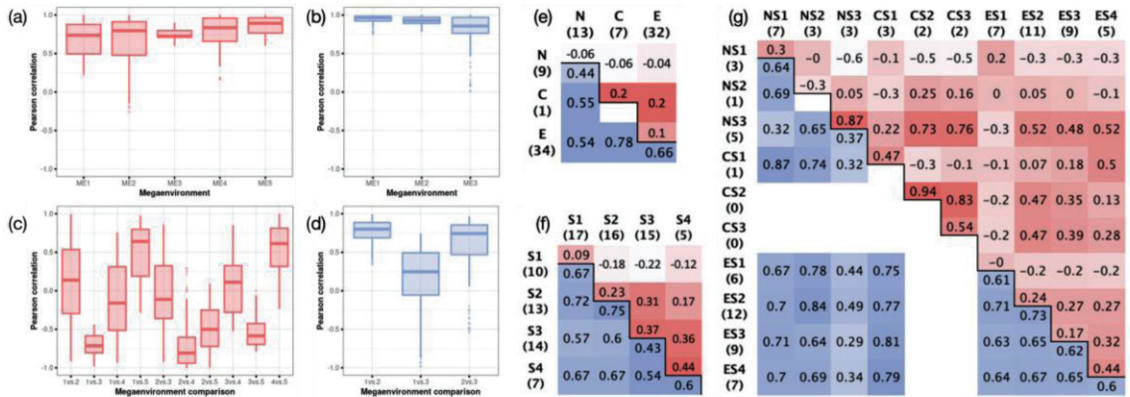 (a)
Pearson correlation
1.0
0.5
0.0
-0.5
-1.0
ME1 ME2 ME3 ME4 ME5
Megaenvironment
(b)
Pearson correlation
1.0
0.5
0.0
-0.5
-1.0
ME1 ME2 ME3
Megaenvironment
(c)
Pearson correlation
1.0
0.5
0.0
-0.5
-1.0
1vs.2 1vs.3 1vs.4 1vs.5 2vs.3 2vs.4 2vs.5 3vs.4 3vs.5 4vs.5
Megaenvironment comparison
(d)
Pearson correlation
1.0
0.5
0.0
-0.5
-1.0
1vs.2 1vs.3 2vs.3
Megaenvironment comparison
(e)
N C E
(13) (7) (32)
N -0.06 -0.06 -0.04
(9) 0.44
C 0.55 0.2 0.2
(1)
E 0.54 0.78 0.1
(34) 0.66
(f)
S1 S2 S3 S4
(17) (16) (15) (5)
S1 0.09 -0.18 -0.22 -0.12
(10) 0.67
S2 0.72 0.23 0.31 0.17
(13) 0.75
S3 0.57 0.6 0.37 0.36
(14) 0.43
S4 0.67 0.67 0.54 0.44
(7) 0.6
(g)
NS1 NS2 NS3 CS1 CS2 CS3 ES1 ES2 ES3 ES4
(7) (3) (3) (3) (2) (2) (7) (11) (9) (5)
NS1 0.3 -0 -0.6 -0.1 -0.5 -0.5 0.2 -0.3 -0.3 -0.3
(3) 0.64
NS2 0.69 -0.3 0.05 -0.3 0.25 0.16 0 0.05 0 -0.1
(1)
NS3 0.32 0.65 0.87 0.22 0.73 0.76 -0.3 0.52 0.48 0.52
(5) 0.37
CS1 0.87 0.74 0.32 0.47 -0.3 -0.1 -0.1 0.07 0.18 0.5
(1)
CS2 0.94 0.83 -0.2 0.47 0.35 0.13
(0)
CS3 0.54 -0.2 0.47 0.39 0.28
(0)
ES1 0.67 0.78 0.44 0.75 -0 -0.2 -0.2 -0.2
(6) 0.61
ES2 0.7 0.84 0.49 0.77 0.71 0.24 0.27 0.27
(12) 0.73
ES3 0.71 0.64 0.29 0.81 0.63 0.65 0.17 0.32
(9) 0.62
ES4 0.7 0.69 0.34 0.79 0.64 0.67 0.65 0.44
(7) 0.6